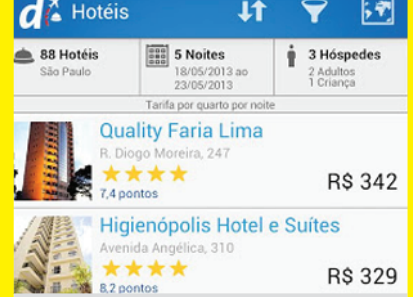 d Hotéis
88 Hotéis
São Paulo
5 Noites
18/05/2013 ao
23/05/2013
3 Hóspedes
2 Adultos
1 Criança
Tarifa por quarto por noite
Quality Faria Lima
R. Diogo Moreira, 247
7,4 pontos
R$ 342
Higienópolis Hotel e Suítes
Avenida Angélica, 310
8,2 pontos
R$ 329